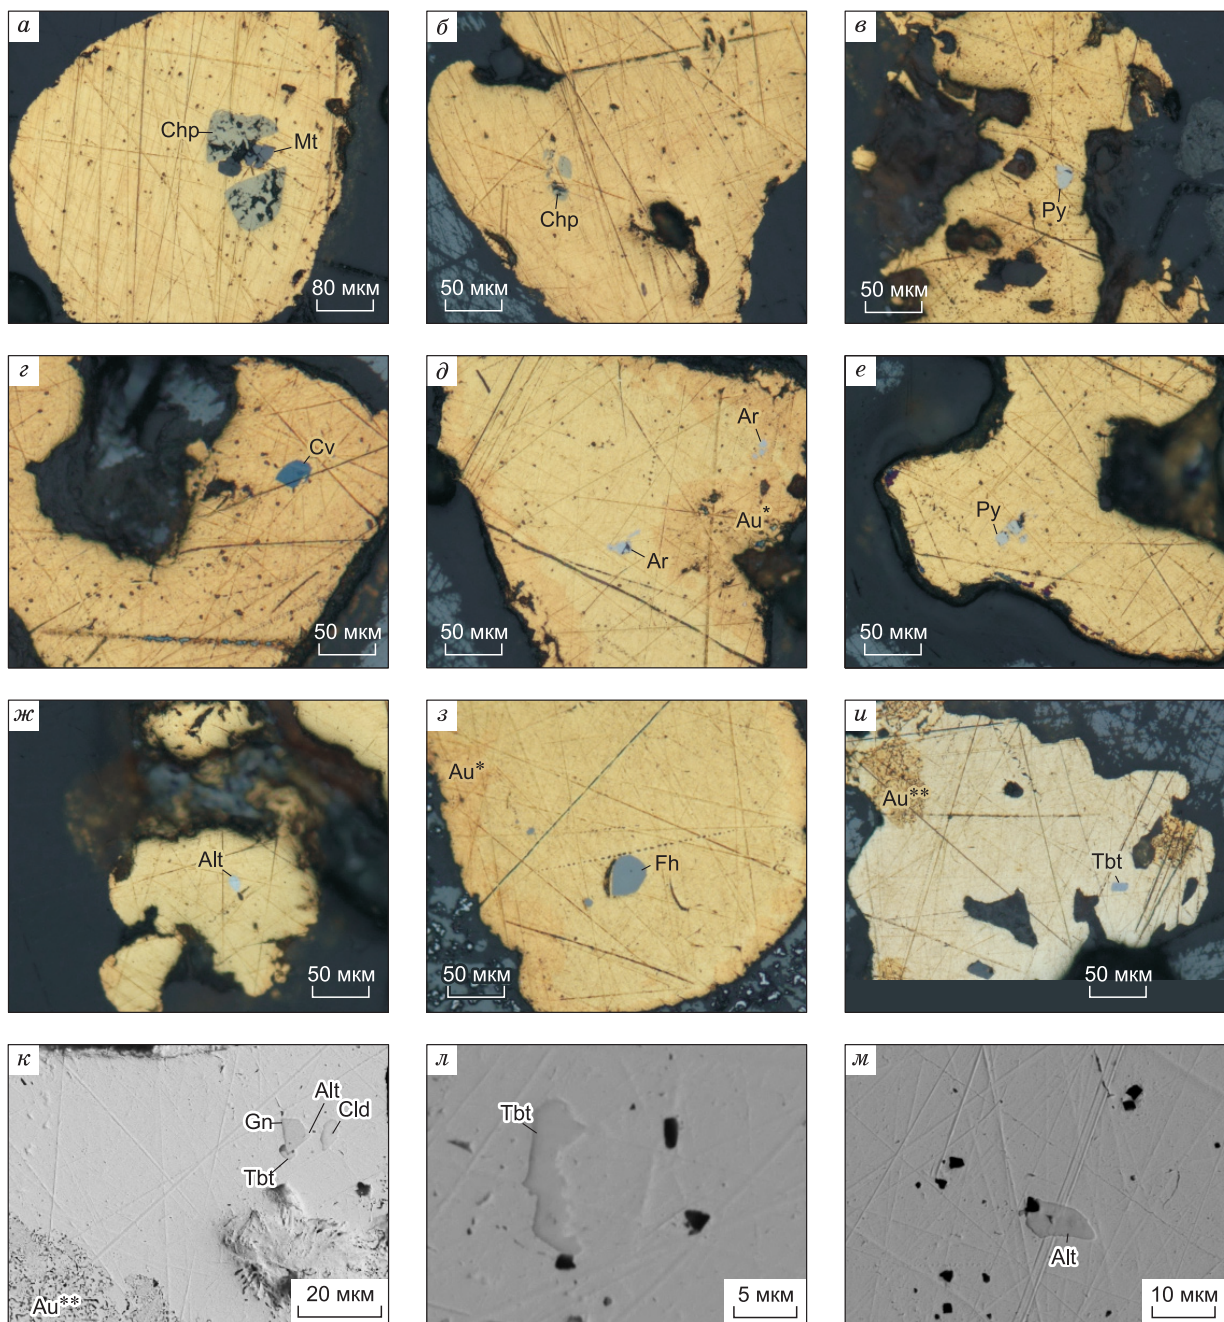 а
Chp
Mt
80 мкм
б
Chp
50 мкм
в
Py
50 мкм
г
Cv
50 мкм
д
Ar
Au*
Ar
50 мкм
е
Py
50 мкм
ж
Alt
50 мкм
з
Au*
Fh
50 мкм
и
Au**
Tbt
50 мкм
к
Alt
Cld
Gn
Tbt
Au**
20 мкм
л
Tbt
5 мкм
м
Alt
10 мкм